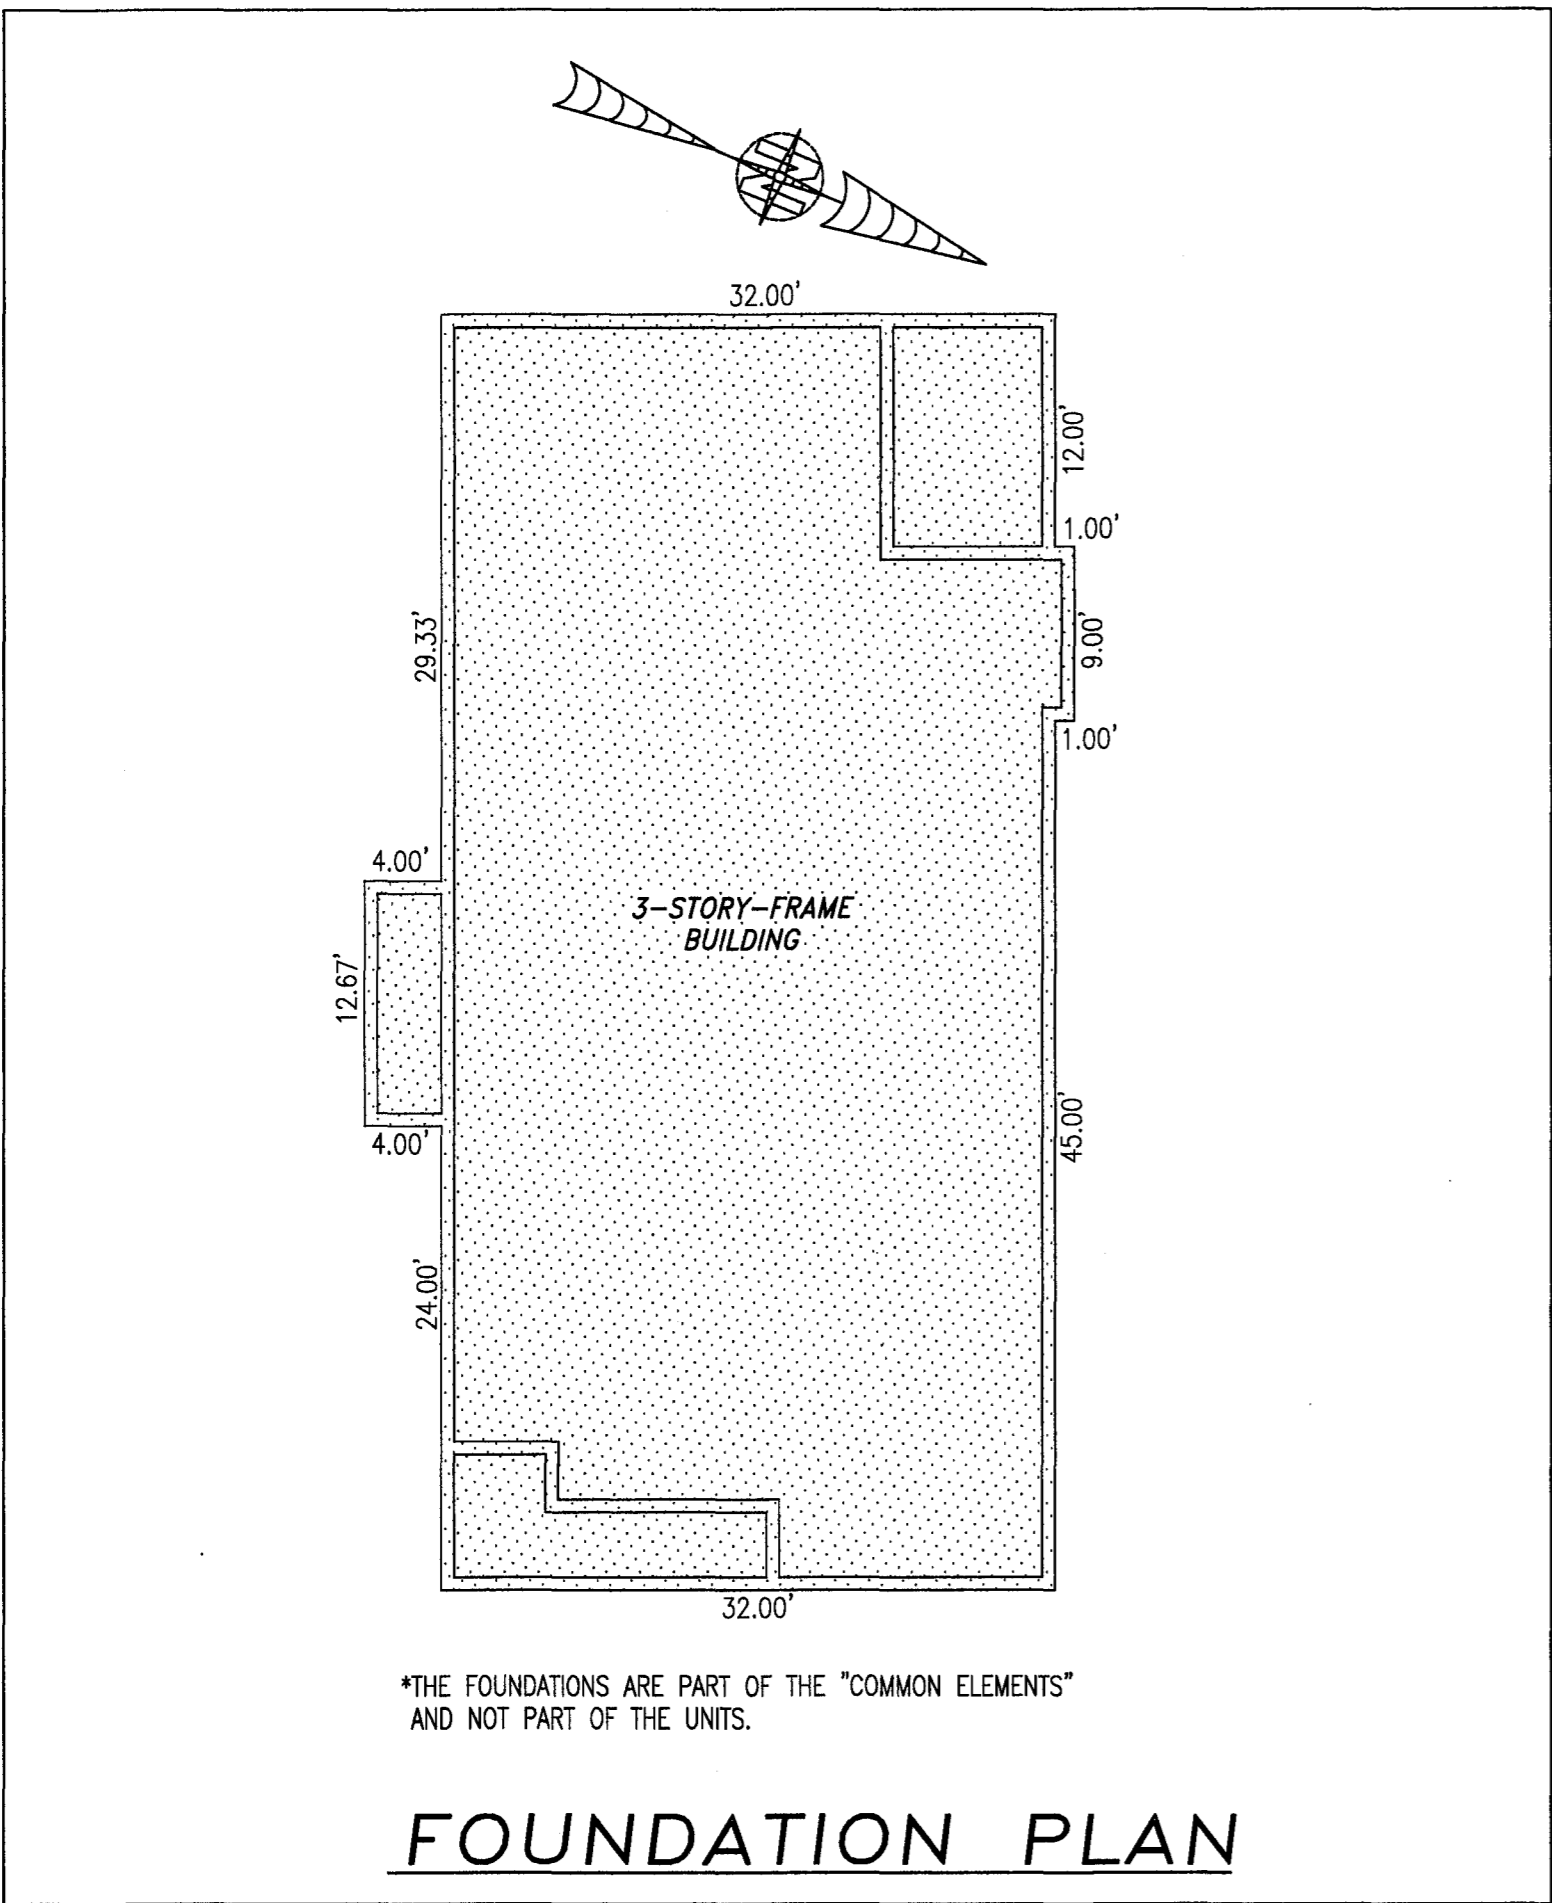 N
32.00'
12.00'
1.00'
29.33'
9.00'
1.00'
4.00'
3-STORY-FRAME
BUILDING
12.67'
45.00'
4.00'
24.00'
32.00'
*THE FOUNDATIONS ARE PART OF THE "COMMON ELEMENTS"
AND NOT PART OF THE UNITS.
FOUNDATION PLAN